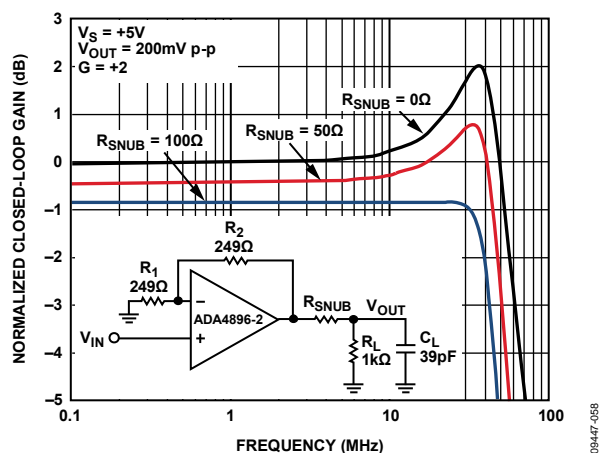 V_S = +5V
V_OUT = 200mV p-p
G = +2
NORMALIZED CLOSED-LOOP GAIN (dB)
3
2
1
0
–1
–2
–3
–4
–5
R_SNUB = 0Ω
R_SNUB = 50Ω
R_SNUB = 100Ω
R_2
249Ω
R_1
249Ω
ADA4896-2
–
+
V_IN
R_SNUB
V_OUT
R_L
1kΩ
C_L
39pF
0.1
1
10
100
FREQUENCY (MHz)
09447-058